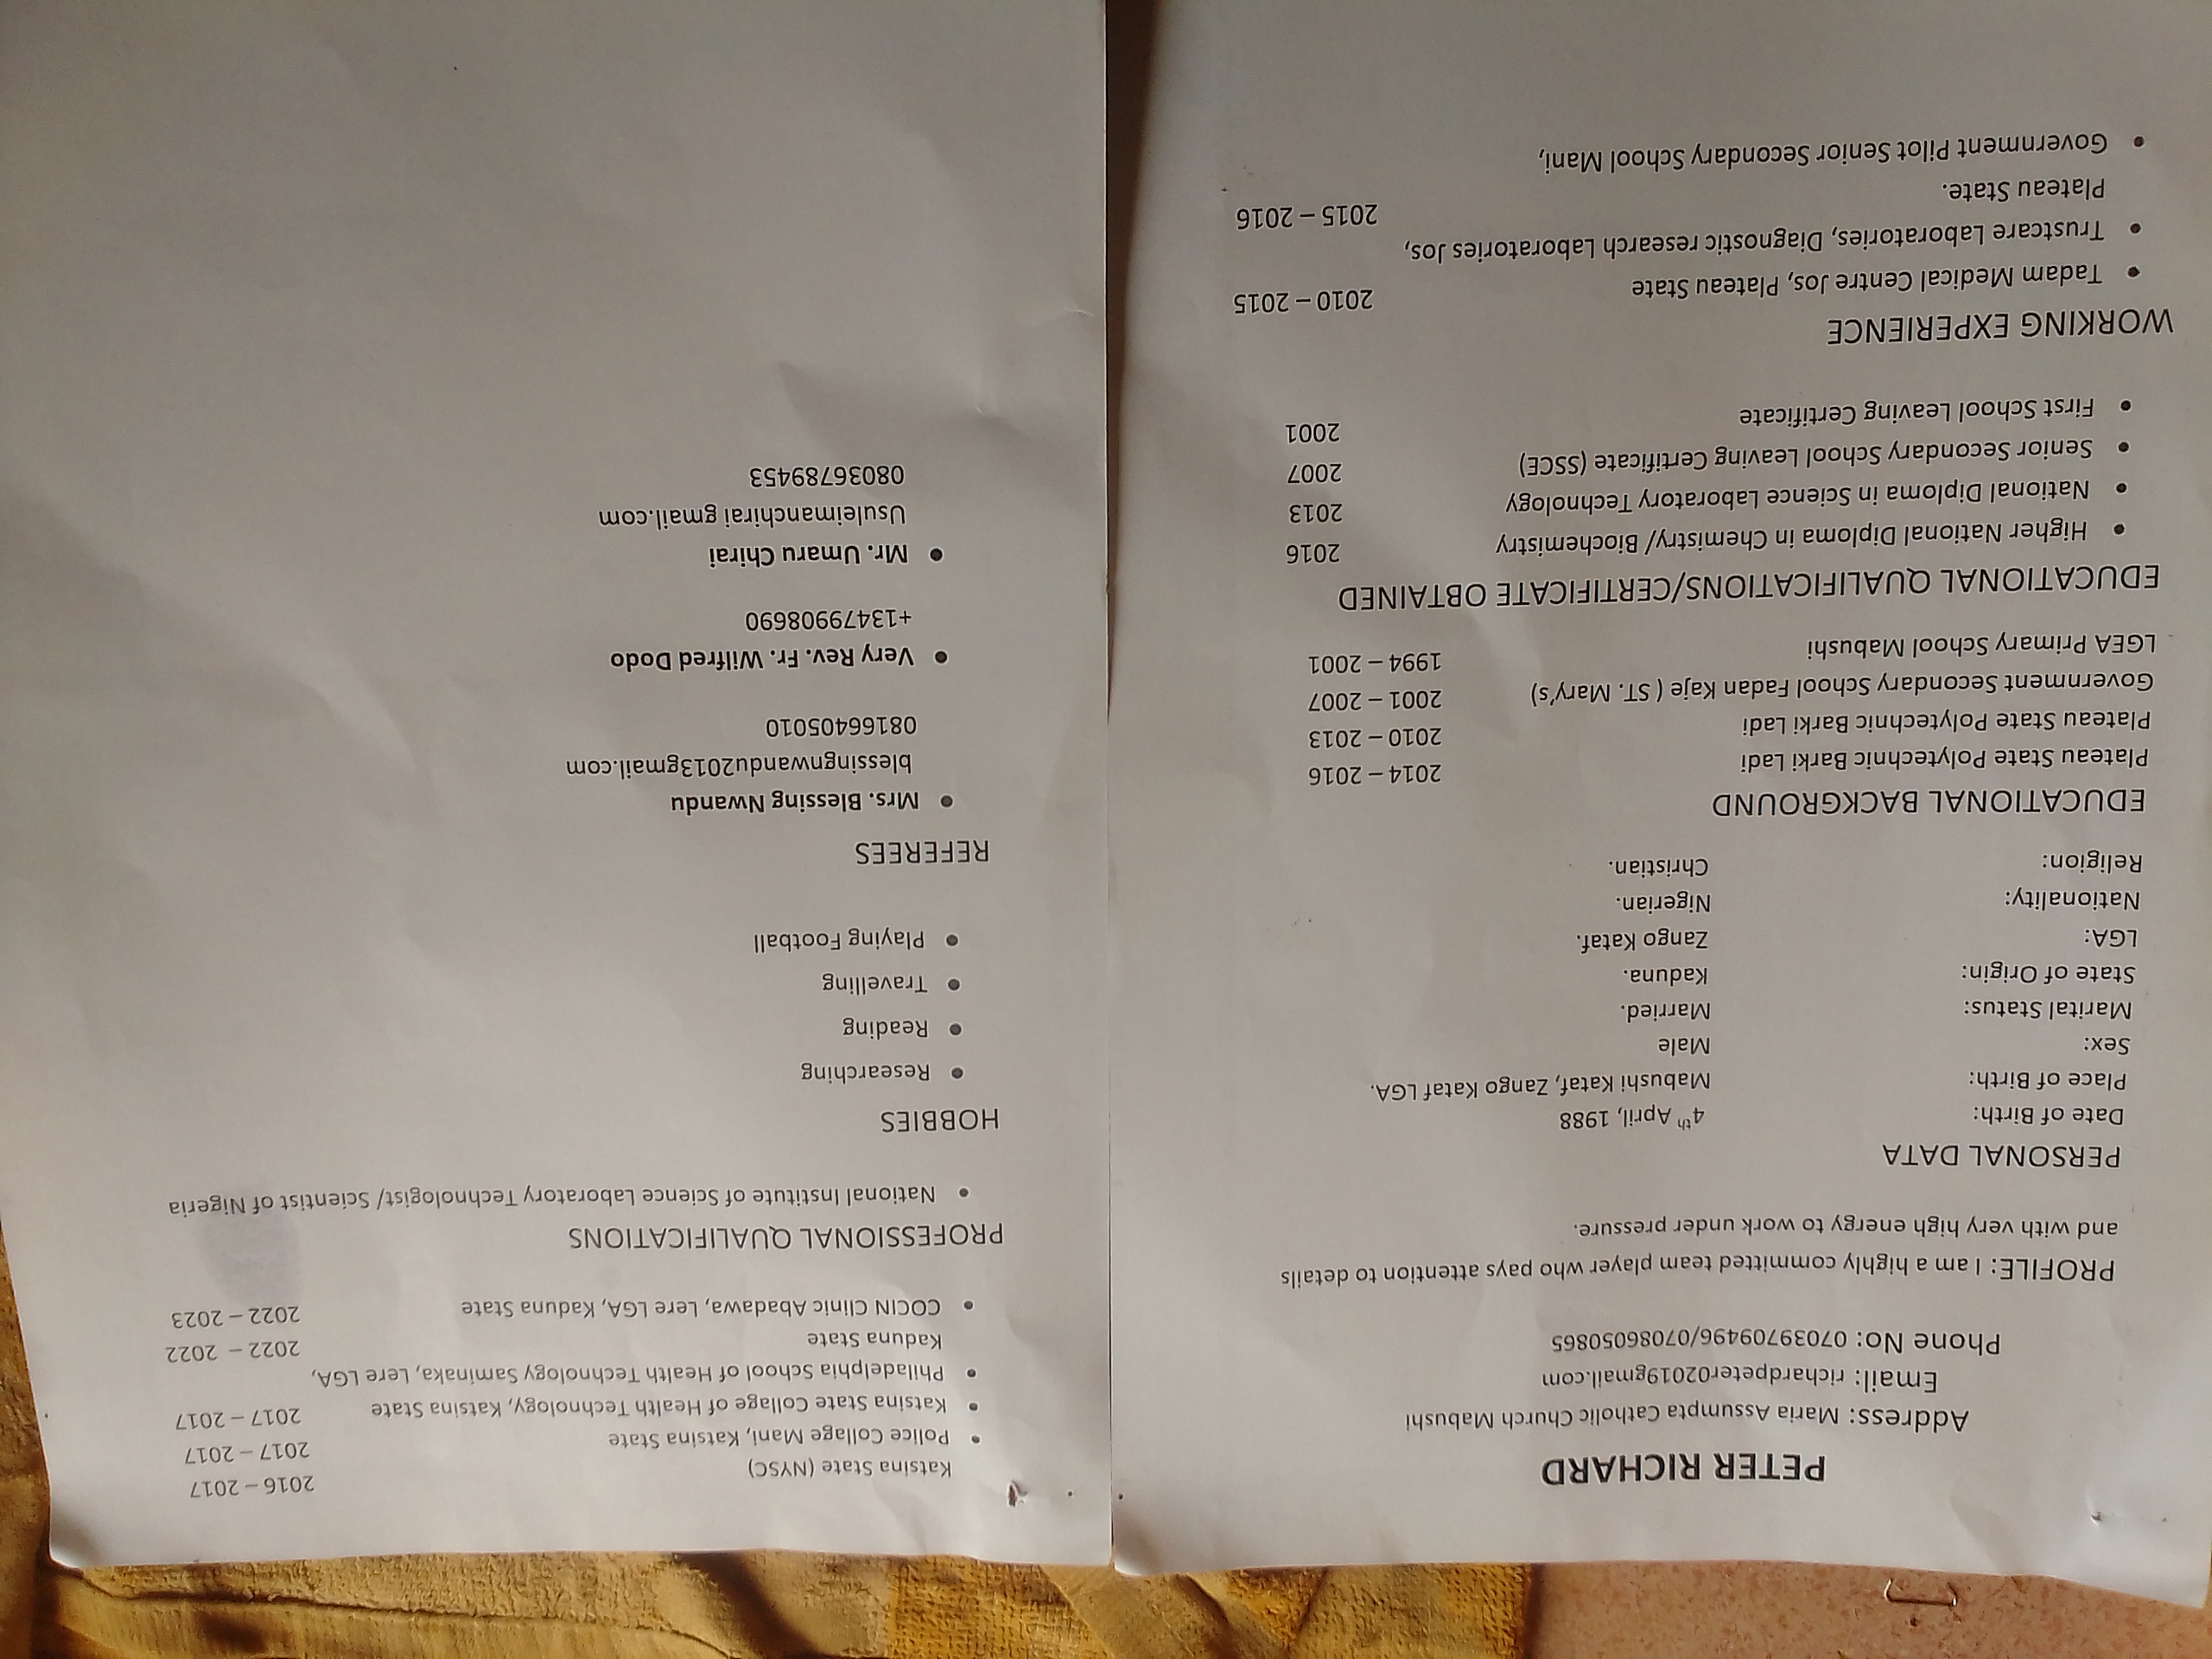 PETER RICHARD
Address: Maria Assumpta Catholic Church Mabushi
Email: richardpeter02019gmail.com
Phone No: 07039709496/07086050865
PROFILE: I am a highly committed team player who pays attention to details
and with very high energy to work under pressure.
PERSONAL DATA
Date of Birth: 4th April, 1988
Place of Birth: Mabushi Kataf, Zango Kataf LGA.
Sex: Male
Marital Status: Married.
State of Origin: Kaduna.
LGA: Zango Kataf.
Nationality: Nigerian.
Religion: Christian.
EDUCATIONAL BACKGROUND
Plateau State Polytechnic Barki Ladi 2014 – 2016
Plateau State Polytechnic Barki Ladi 2010 – 2013
Government Secondary School Fadan Kaje ( ST. Mary's) 2001 – 2007
LGEA Primary School Mabushi 1994 – 2001
EDUCATIONAL QUALIFICATIONS/CERTIFICATE OBTAINED
• Higher National Diploma in Chemistry/ Biochemistry 2016
• National Diploma in Science Laboratory Technology 2013
• Senior Secondary School Leaving Certificate (SSCE) 2007
• First School Leaving Certificate 2001
WORKING EXPERIENCE
• Tadam Medical Centre Jos, Plateau State 2010 – 2015
• Trustcare Laboratories, Diagnostic research Laboratories Jos,
Plateau State. 2015 – 2016
• Government Pilot Senior Secondary School Mani,
Katsina State (NYSC) 2016 – 2017
• Police Collage Mani, Katsina State 2017 – 2017
• Katsina State Collage of Health Technology, Katsina State 2017 – 2017
• Philadelphia School of Health Technology Saminaka, Lere LGA,
Kaduna State 2022 – 2022
• COCIN Clinic Abadawa, Lere LGA, Kaduna State 2022 – 2023
PROFESSIONAL QUALIFICATIONS
• National Institute of Science Laboratory Technologist/ Scientist of Nigeria
HOBBIES
• Researching
• Reading
• Travelling
• Playing Football
REFEREES
• Mrs. Blessing Nwandu
blessingnwandu2013gmail.com
08166405010
• Very Rev. Fr. Wilfred Dodo
+13479908690
• Mr. Umaru Chirai
Usuleimanchirai gmail.com
08036789453